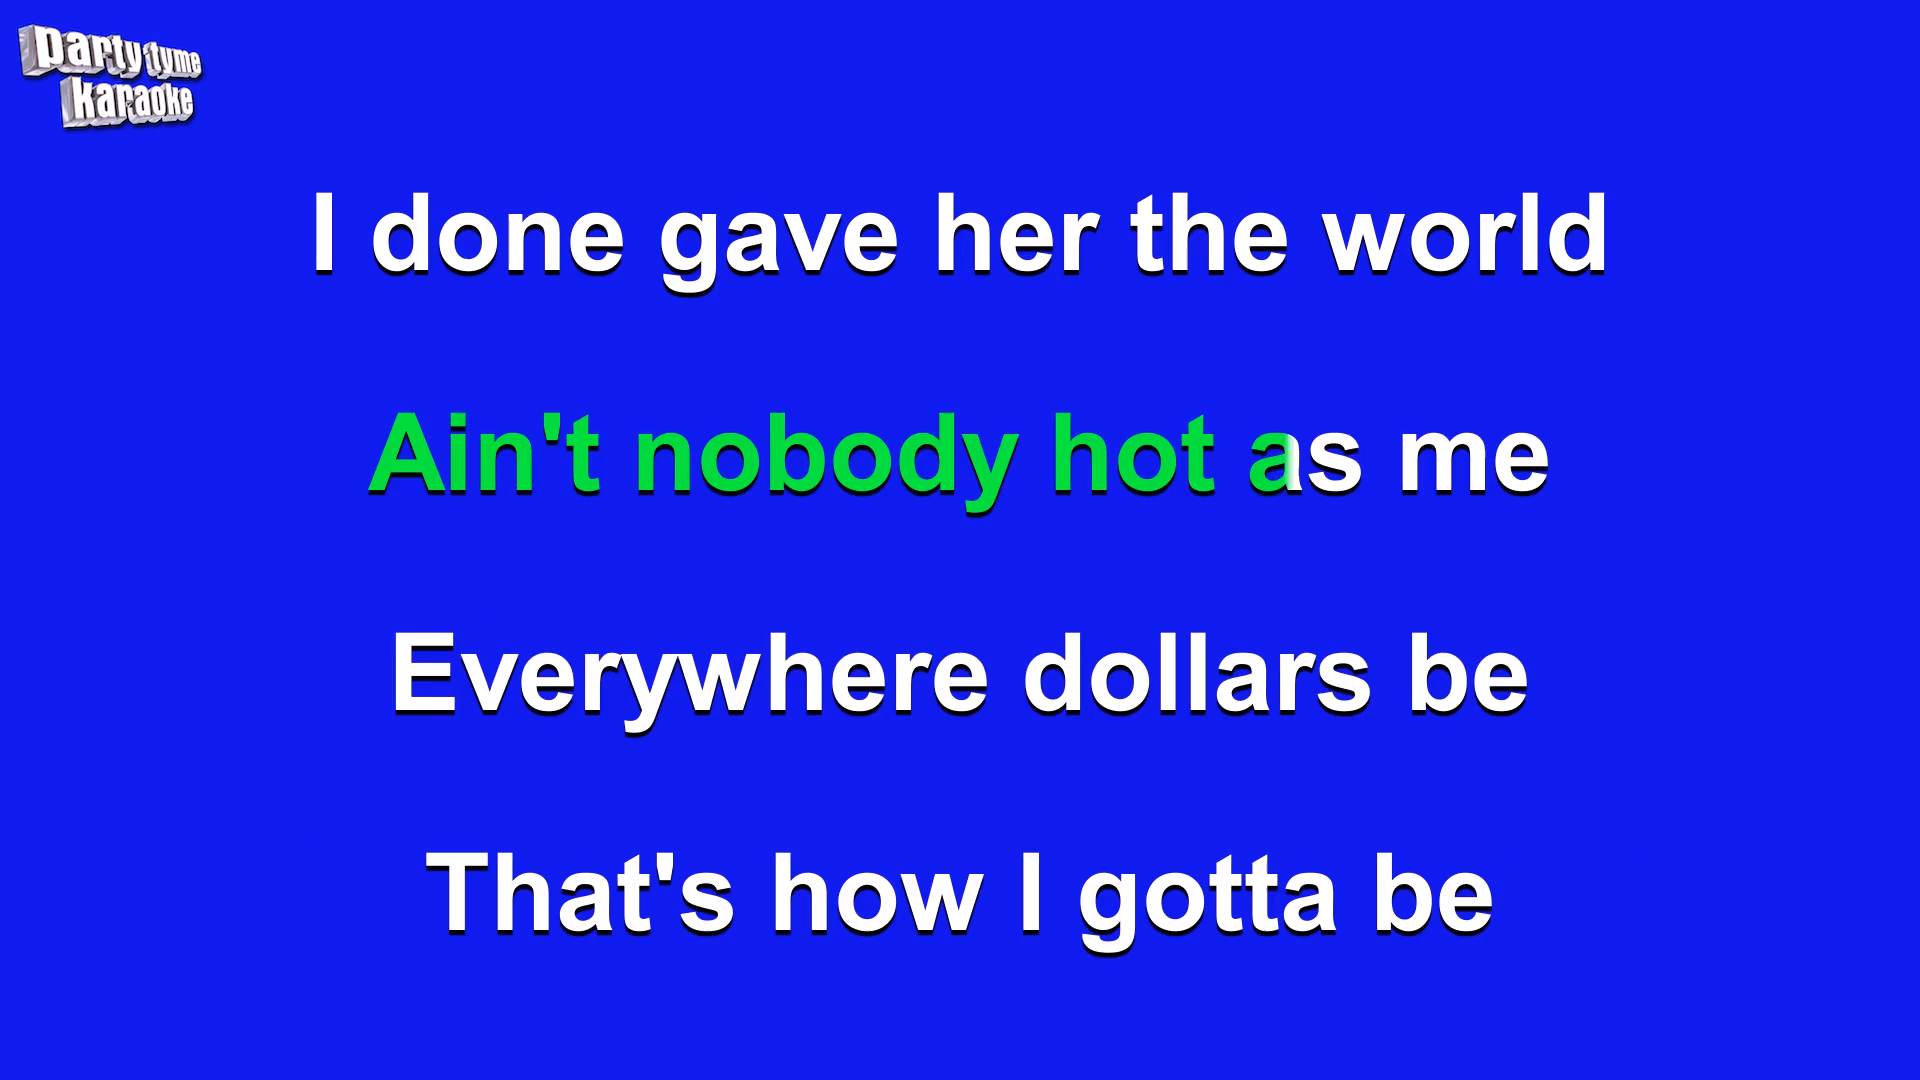 party tyme
karaoke
I done gave her the world
Ain't nobody hot as me
Everywhere dollars be
That's how I gotta be